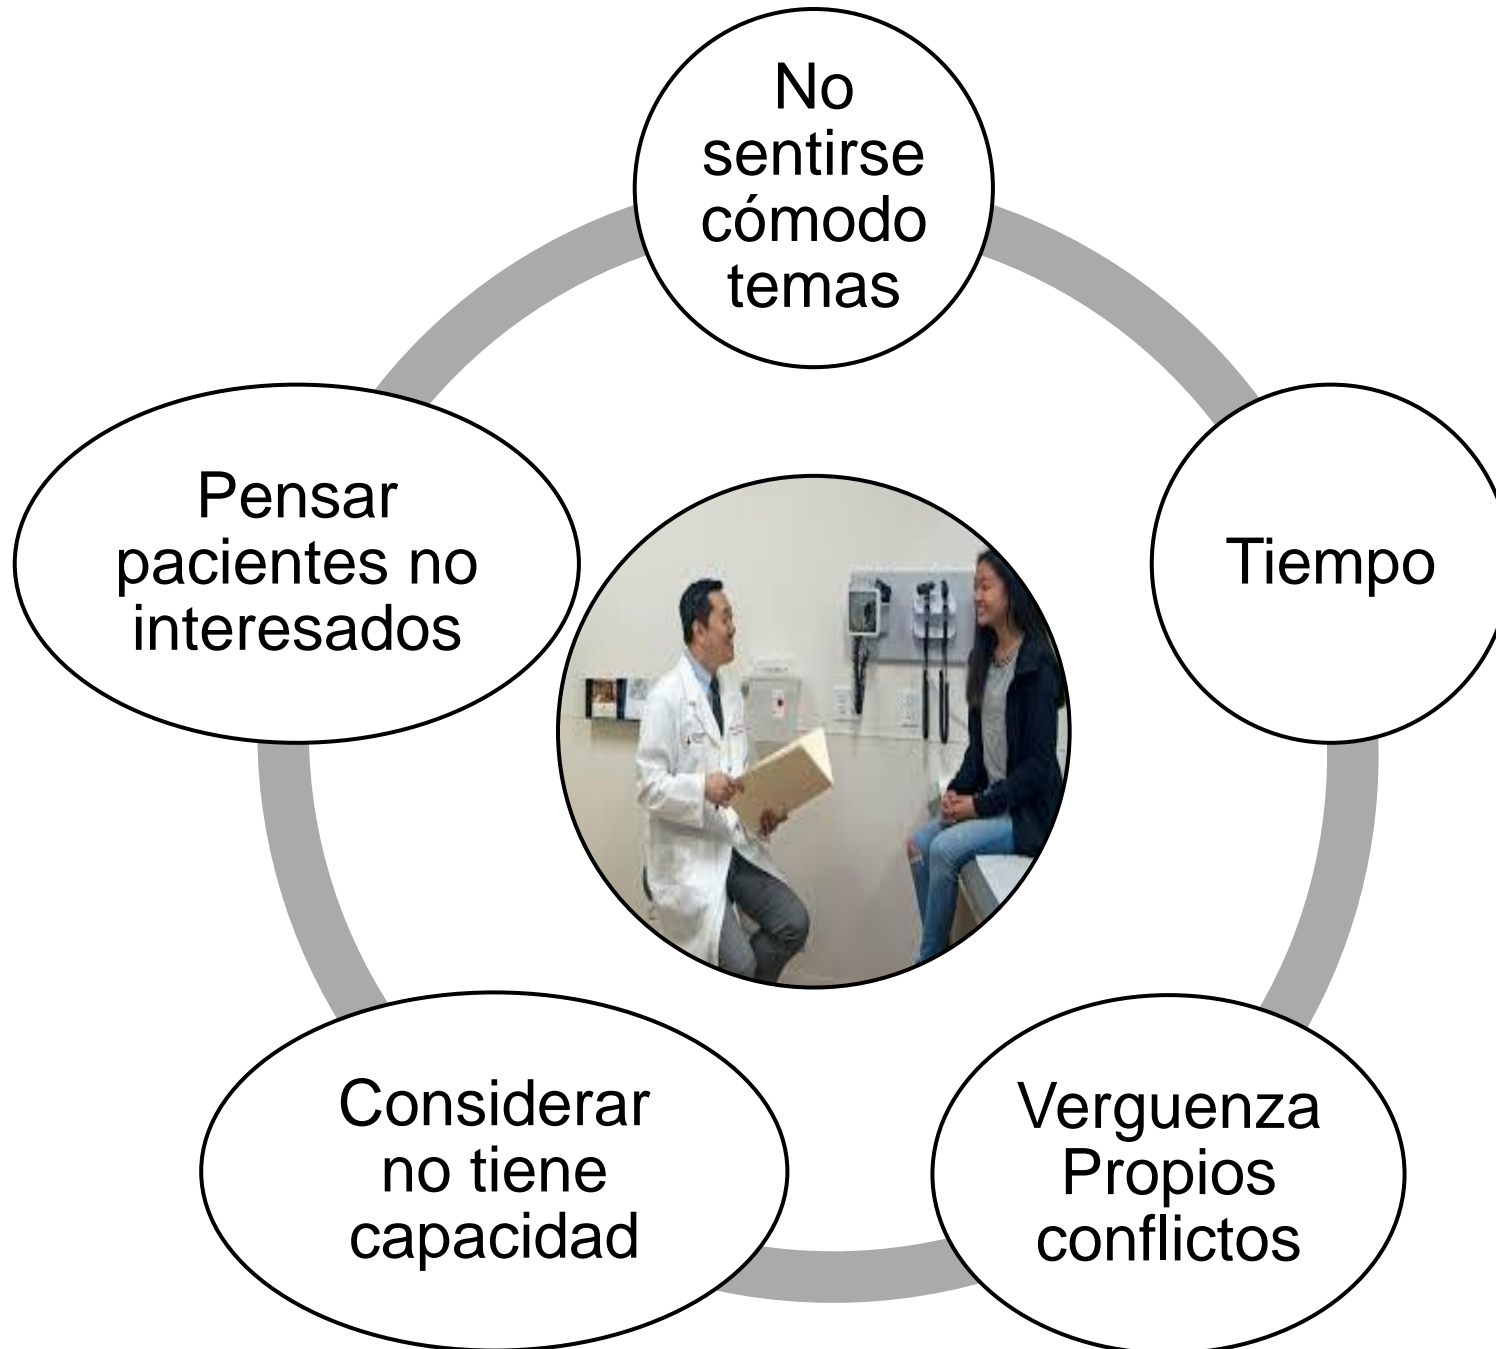 No
sentirse
cómodo
temas
Tiempo
Verguenza
Propios
conflictos
Considerar
no tiene
capacidad
Pensar
pacientes no
interesados